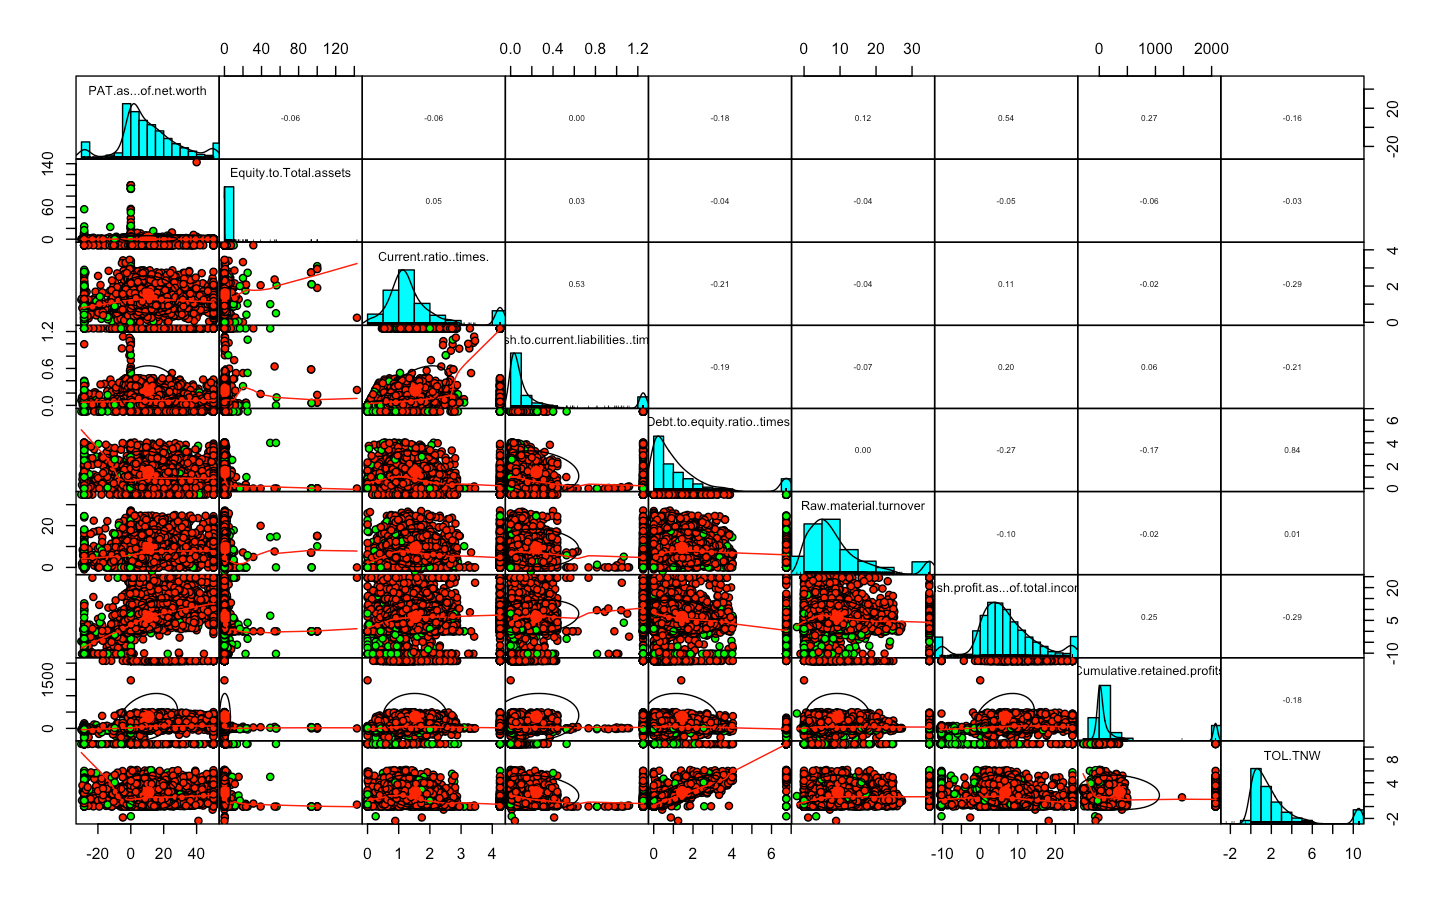 0 40 80 120
0.0 0.4 0.8 1.2
0 10 20 30
0 1000 2000
PAT.as...of.net.worth
-0.06
-0.06
0.00
-0.18
0.12
0.54
0.27
-0.16
-20 20
0 60 140
Equity.to.Total.assets
0.05
0.03
-0.04
-0.04
-0.05
-0.06
-0.03
Current.ratio..times.
0.53
-0.21
-0.04
0.11
-0.02
-0.29
0 2 4
0.0 0.6 1.2
sh.to.current.liabilities..tim
-0.19
-0.07
0.20
0.06
-0.21
Debt.to.equity.ratio..times
0.00
-0.27
-0.17
0.84
0 2 4 6
0 20
Raw.material.turnover
-0.10
-0.02
0.01
sh.profit.as...of.total.incor
0.25
-0.29
-10 5 20
0 1500
Cumulative.retained.profits
-0.18
TOL.TNW
-2 4 8
-20 0 20 40
0 1 2 3 4
0 2 4 6
-10 0 10 20
-2 2 6 10